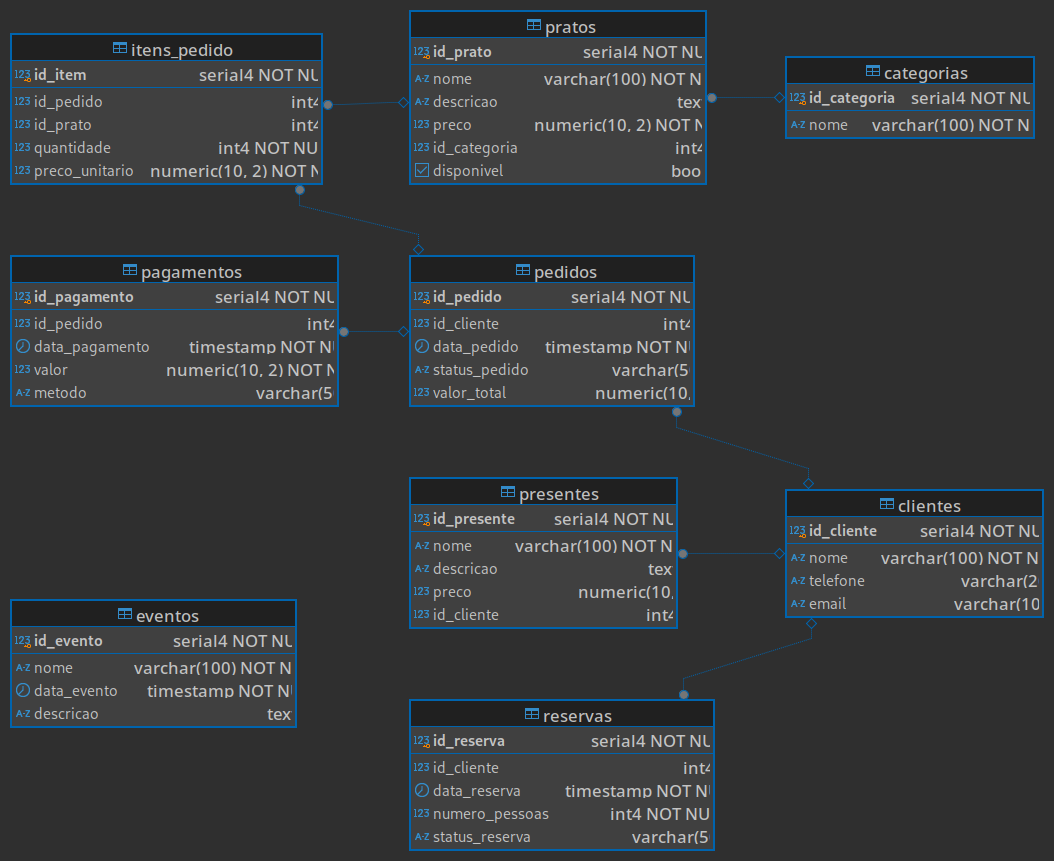 itens_pedido
123 id_item serial4 NOT NU
123 id_pedido int4
123 id_prato int4
123 quantidade int4 NOT NU
123 preco_unitario numeric(10, 2) NOT N
pratos
123 id_prato serial4 NOT NU
A-Z nome varchar(100) NOT N
A-Z descricao tex
123 preco numeric(10, 2) NOT N
123 id_categoria int4
disponivel boo
categorias
123 id_categoria serial4 NOT NU
A-Z nome varchar(100) NOT N
pagamentos
123 id_pagamento serial4 NOT NU
123 id_pedido int4
data_pagamento timestamp NOT N
123 valor numeric(10, 2) NOT N
A-Z metodo varchar(5
pedidos
123 id_pedido serial4 NOT NU
123 id_cliente int4
data_pedido timestamp NOT N
A-Z status_pedido varchar(5
123 valor_total numeric(10,
presentes
123 id_presente serial4 NOT NU
A-Z nome varchar(100) NOT N
A-Z descricao tex
123 preco numeric(10,
123 id_cliente int4
clientes
123 id_cliente serial4 NOT NU
A-Z nome varchar(100) NOT N
A-Z telefone varchar(2
A-Z email varchar(10
eventos
123 id_evento serial4 NOT NU
A-Z nome varchar(100) NOT N
data_evento timestamp NOT N
A-Z descricao tex
reservas
123 id_reserva serial4 NOT NU
123 id_cliente int4
data_reserva timestamp NOT N
123 numero_pessoas int4 NOT NU
A-Z status_reserva varchar(5